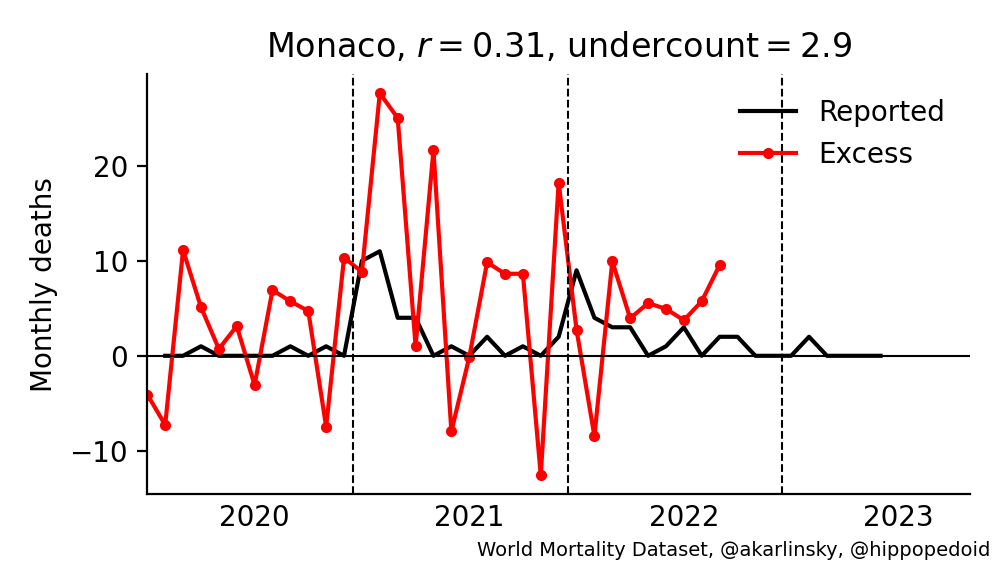 Monaco, r = 0.31, undercount = 2.9
Reported
Excess
Monthly deaths
20
10
0
−10
2020
2021
2022
2023
World Mortality Dataset, @akarlinsky, @hippopedoid